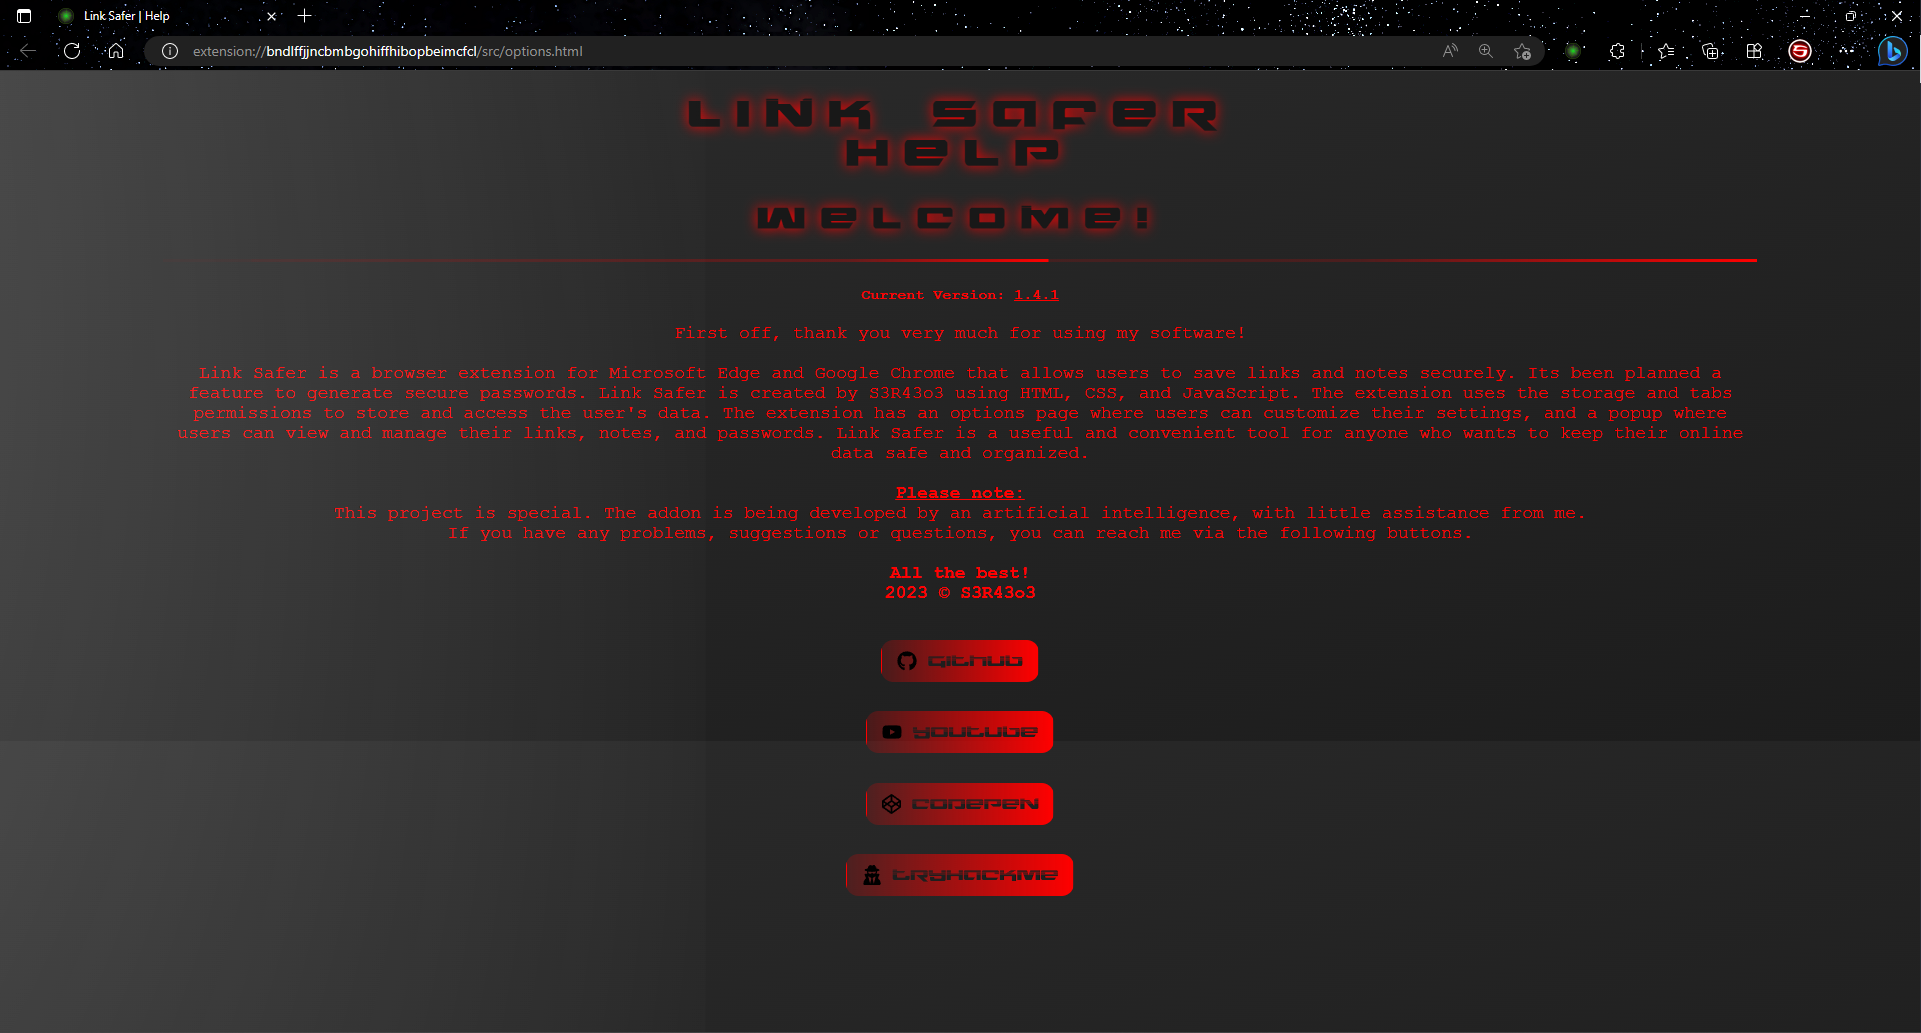 Link Safer | Help
extension://bndlffjjncbmbgohiffhibopbeimcfcl/src/options.html
LINK SAFER
HELP
WELCOME!
Current Version: 1.4.1
First off, thank you very much for using my software!
Link Safer is a browser extension for Microsoft Edge and Google Chrome that allows users to save links and notes securely. Its been planned a
feature to generate secure passwords. Link Safer is created by S3R43o3 using HTML, CSS, and JavaScript. The extension uses the storage and tabs
permissions to store and access the user's data. The extension has an options page where users can customize their settings, and a popup where
users can view and manage their links, notes, and passwords. Link Safer is a useful and convenient tool for anyone who wants to keep their online
data safe and organized.
Please note:
This project is special. The addon is being developed by an artificial intelligence, with little assistance from me.
If you have any problems, suggestions or questions, you can reach me via the following buttons.
All the best!
2023 © S3R43o3
GITHUB
YOUTUBE
CODEPEN
TRYHACKME